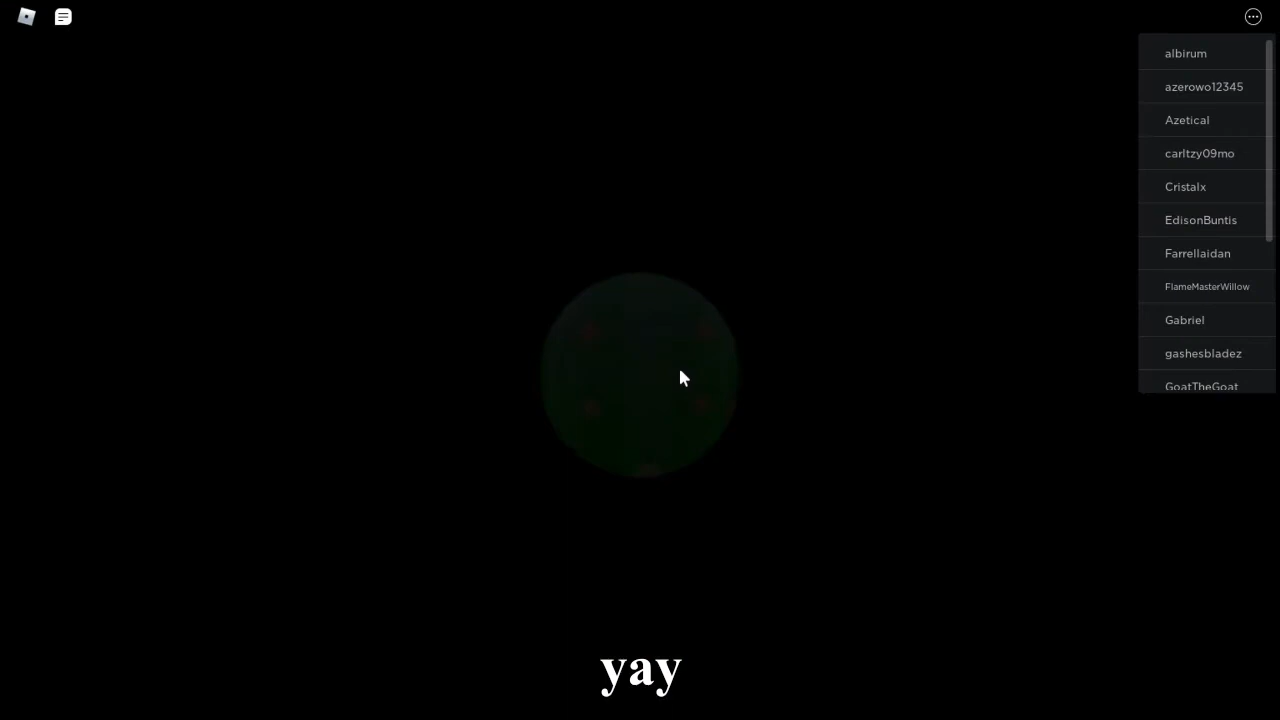 albirum
azerowo12345
Azetical
carltzy09mo
Cristalx
EdisonBuntis
Farrellaidan
FlameMasterWillow
Gabriel
gashesbladez
GoatTheGoat
yay